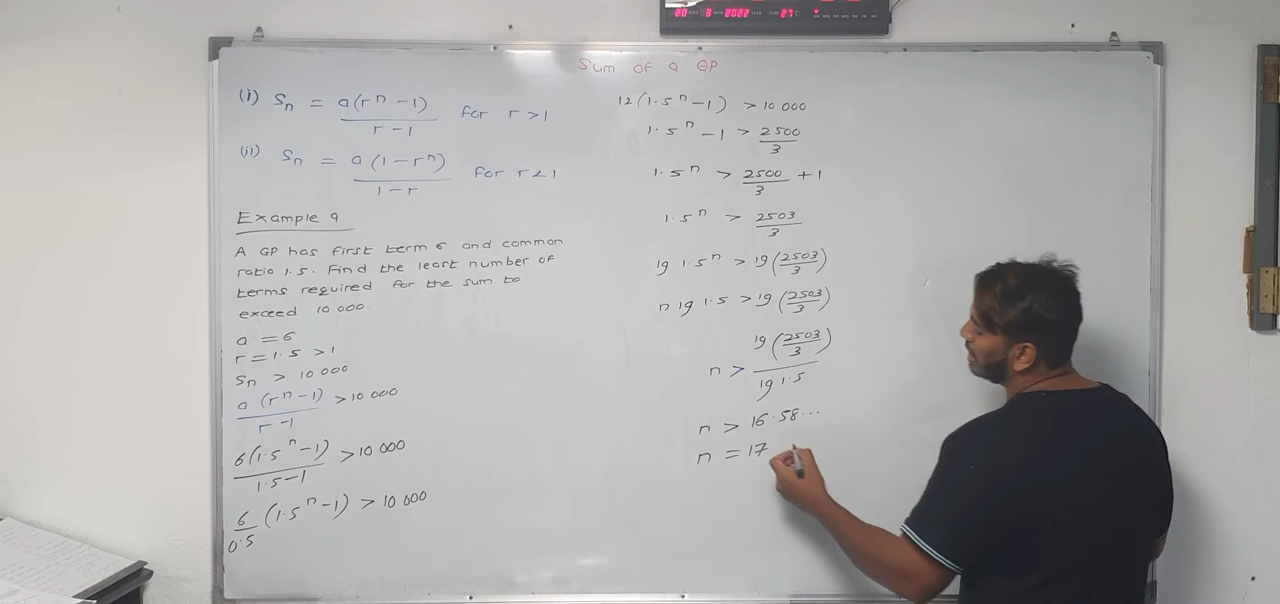 20 3 2022 27 C
Sum of a GP
(i) Sn = a(r^n - 1) / r - 1 for r > 1
(ii) Sn = a(1 - r^n) / 1 - r for r < 1
Example 9
A GP has first term 6 and common
ratio 1.5. Find the least number of
terms required for the sum to
exceed 10 000.
a = 6
r = 1.5 > 1
Sn > 10 000
a(r^n - 1) / r - 1 > 10 000
6(1.5^n - 1) / 1.5 - 1 > 10 000
6 / 0.5 (1.5^n - 1) > 10 000
12(1.5^n - 1) > 10 000
1.5^n - 1 > 2500 / 3
1.5^n > 2500 / 3 + 1
1.5^n > 2503 / 3
lg 1.5^n > lg(2503 / 3)
n lg 1.5 > lg(2503 / 3)
n > lg(2503 / 3) / lg 1.5
n > 16.58...
n = 17